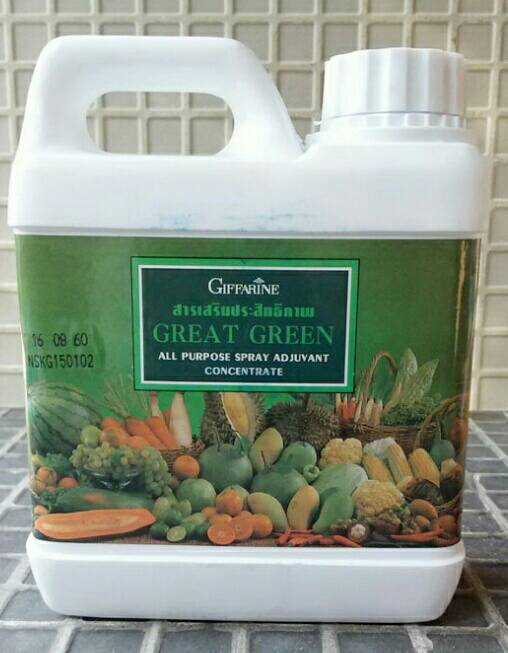 GIFFARINE
สารเสริมประสิทธิภาพ
GREAT GREEN
ALL PURPOSE SPRAY ADJUVANT
CONCENTRATE
16 08 60
NSKG150102